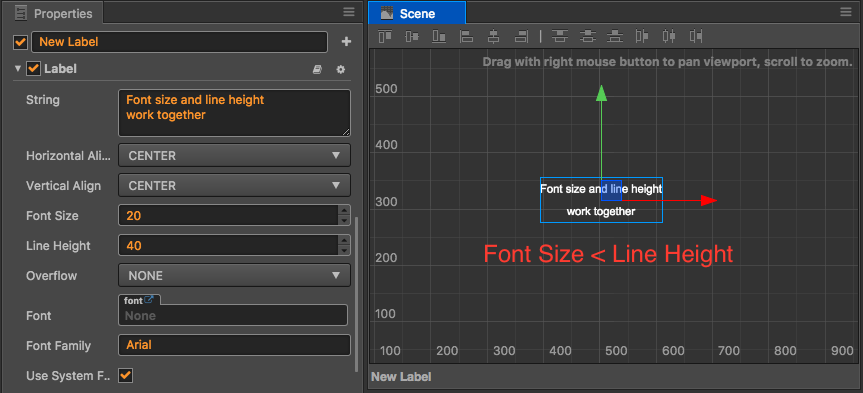 Properties
New Label
Label
String
Font size and line height
work together
Horizontal Ali... CENTER
Vertical Align CENTER
Font Size 20
Line Height 40
Overflow NONE
font
Font None
Font Family Arial
Use System F..
Scene
Drag with right mouse button to pan viewport, scroll to zoom.
500
400
300
200
100
Font size and line height
work together
Font Size < Line Height
100 200 300 400 500 600 700 800 900
New Label